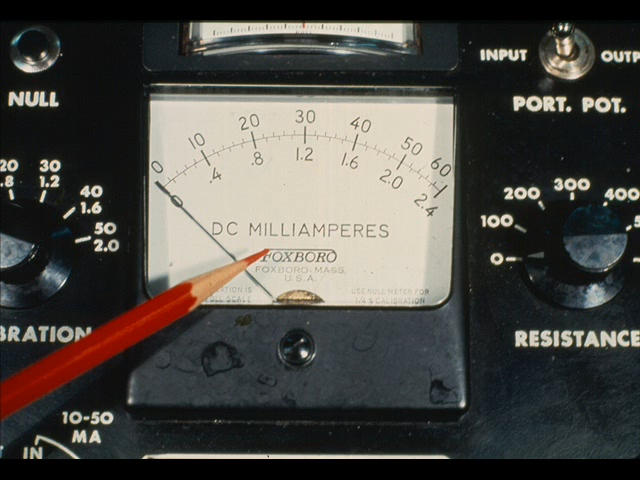 NULL
INPUT
PORT. POT.
0 10 20 30 40 50 60
0 .4 .8 1.2 1.6 2.0 2.4
DC MILLIAMPERES
FOXBORO
FOXBORO, MASS.
U.S.A.
USE NULL METER FOR
CALIBRATION
20 30 40 50
.8 1.2 1.6 2.0
BRATION
0 100 200 300 400
RESISTANCE
10-50
MA
IN